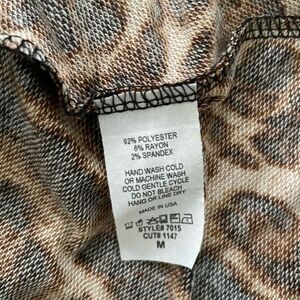 92% POLYESTER
6% RAYON
2% SPANDEX
HAND WASH COLD
OR MACHINE WASH
COLD GENTLE CYCLE
DO NOT BLEACH
HANG OR LINE DRY
MADE IN USA
STYLE# 7015
CUT# 1147
M